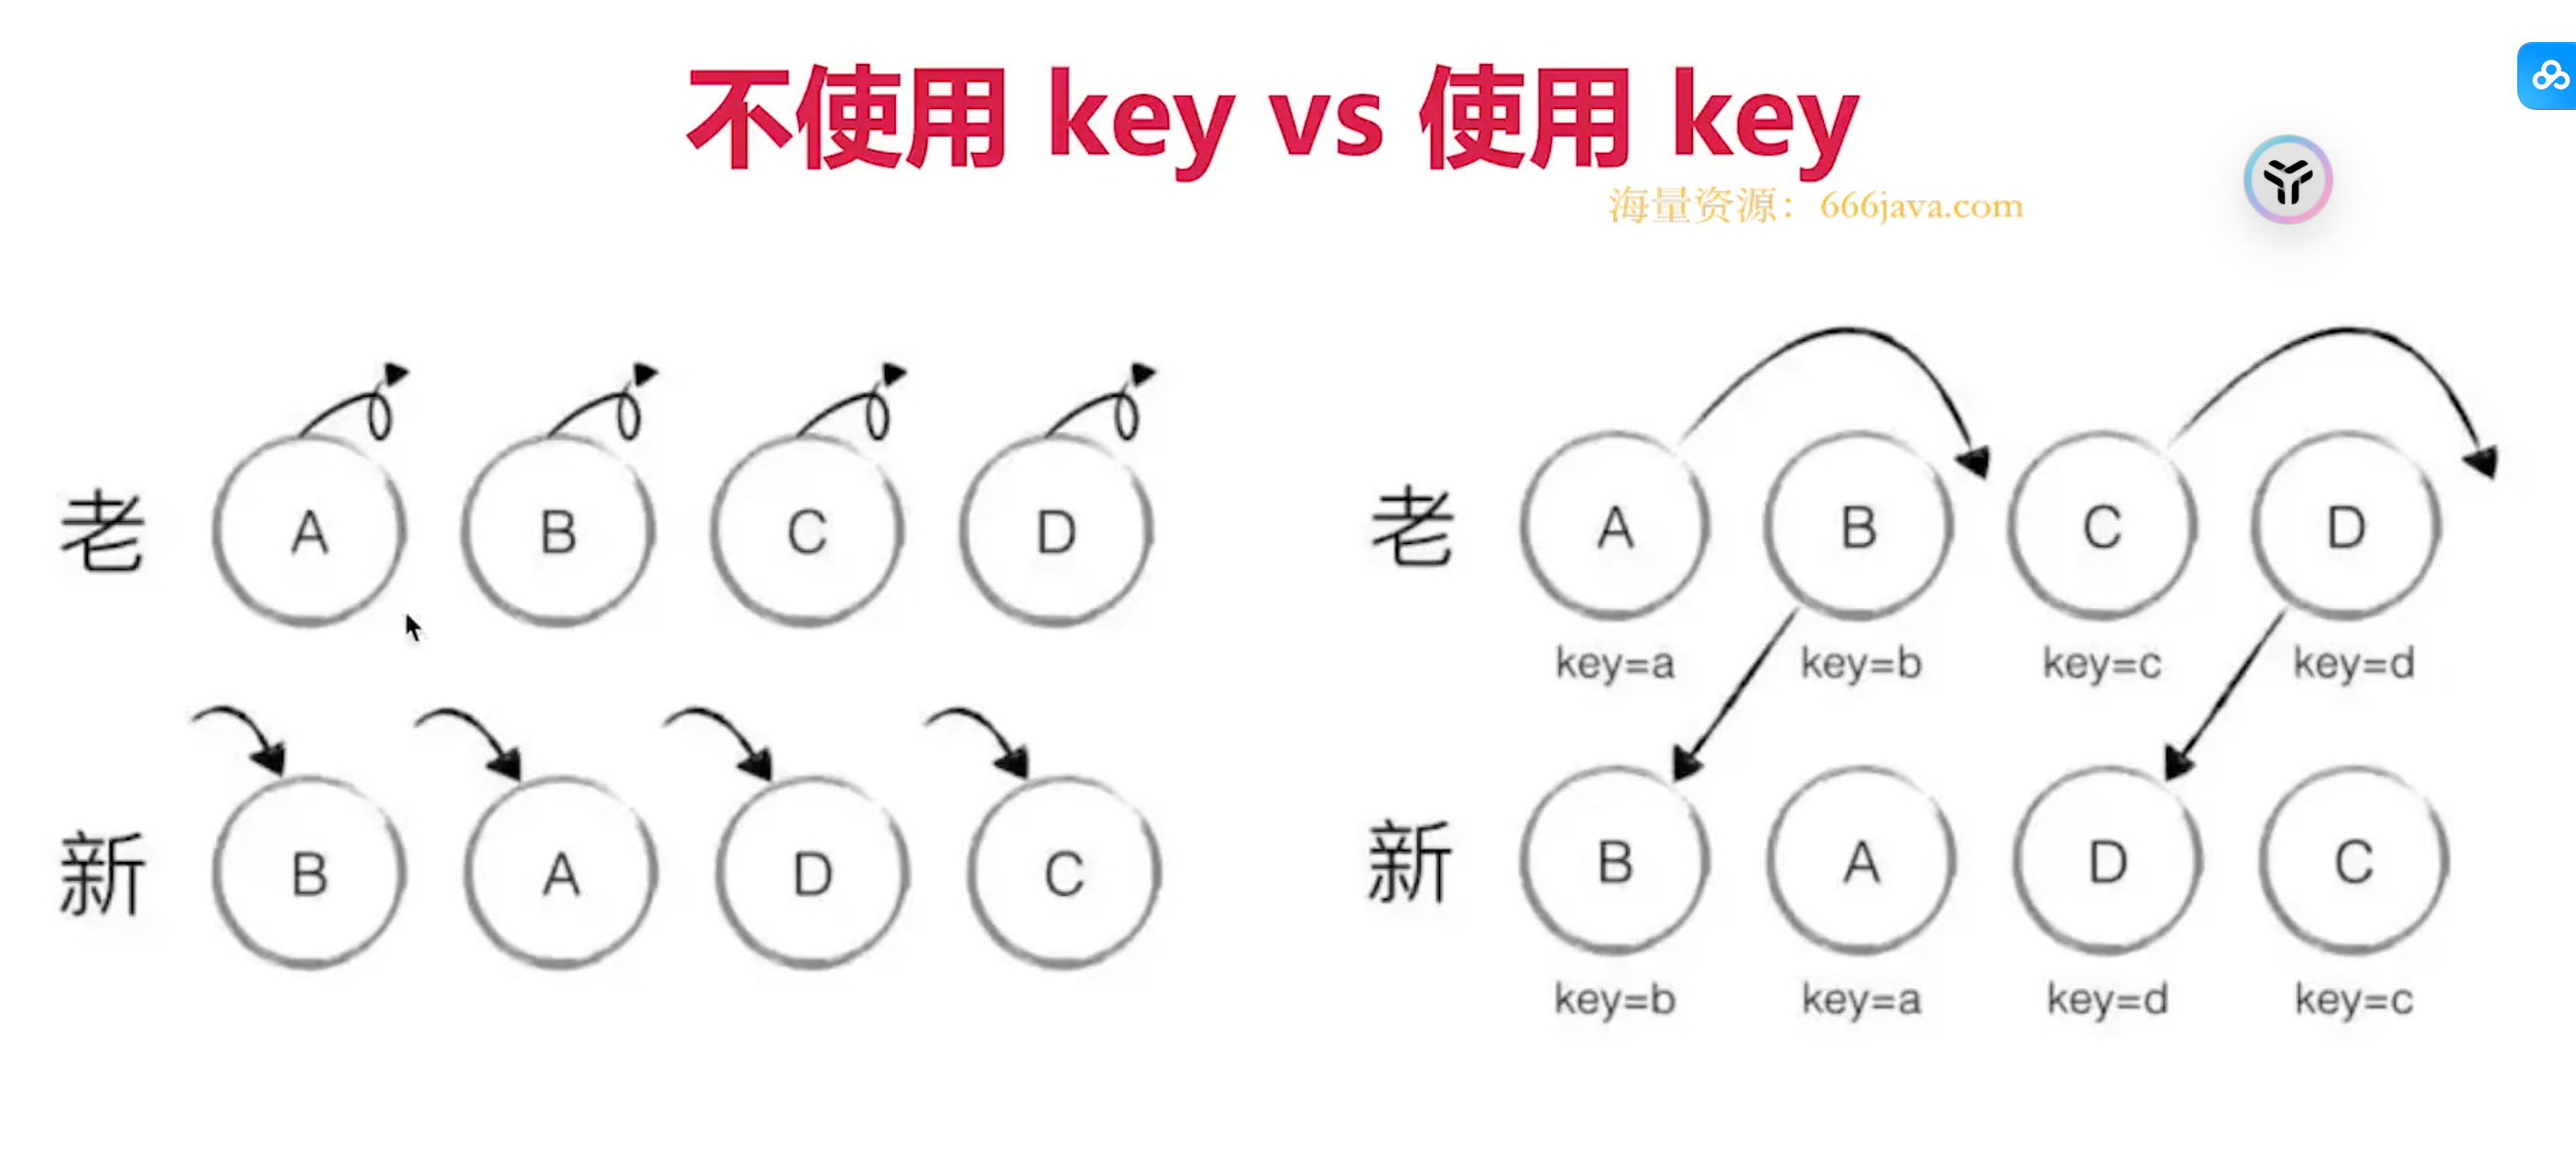 不使用 key vs 使用 key
海量资源：666java.com
老 A B C D
新 B A D C
老 A B C D
key=a key=b key=c key=d
新 B A D C
key=b key=a key=d key=c